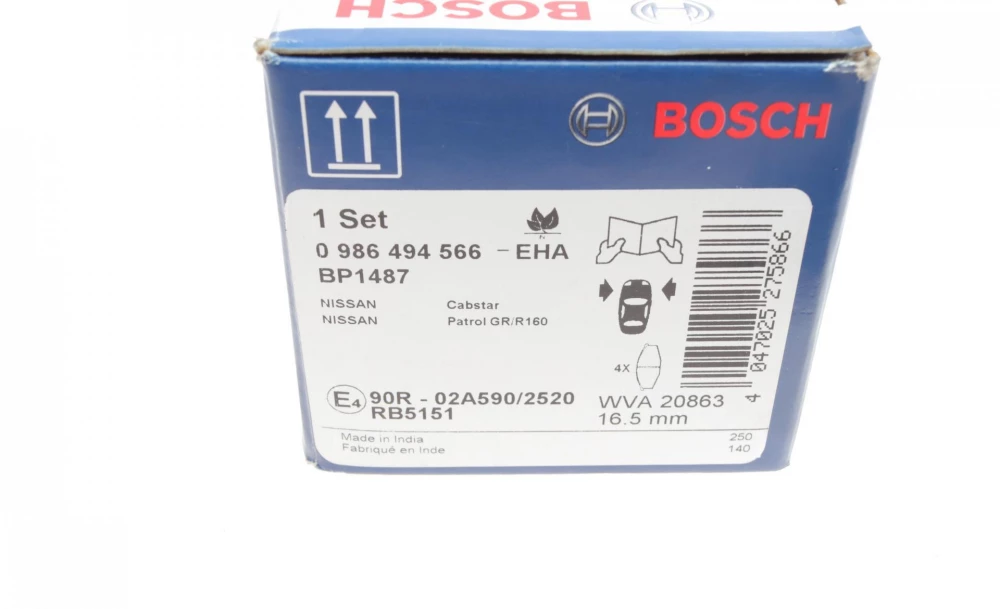 BOSCH
BOSCH
1 Set
0 986 494 566 - EHA
BP1487
NISSAN Cabstar
NISSAN Patrol GR/R160
4X
4 047025 275866
E4 90R - 02A590/2520
RB5151
WVA 20863
16.5 mm
Made in India
Fabriqué en Inde
250
140